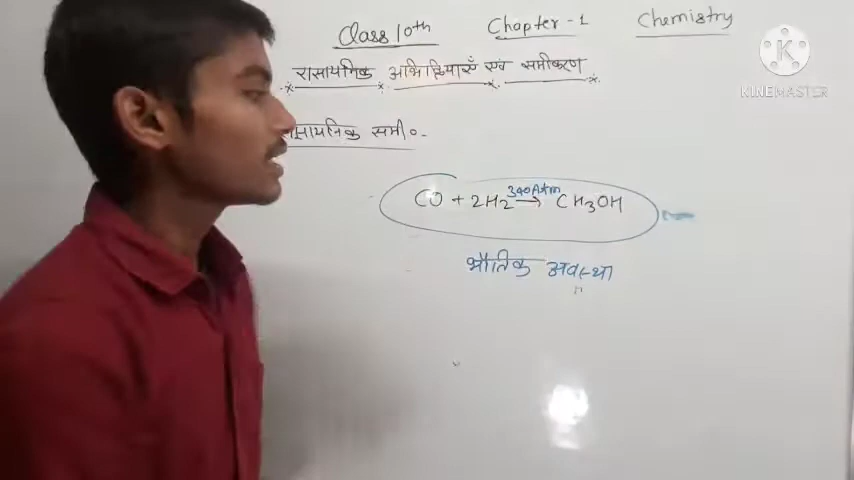 Class 10th Chapter-1 Chemistry
रासायनिक अभिक्रियाएँ एवं समीकरण
रासायनिक समी०-
CO + 2H2 340Atm → CH3OH
भौतिक अवस्था
KINEMASTER